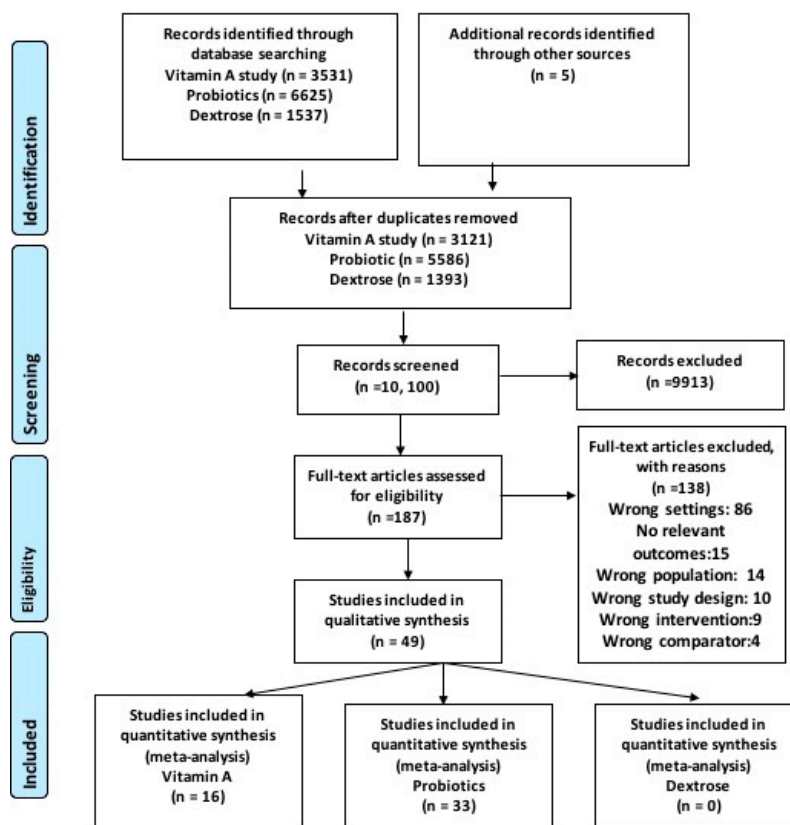 Records identified through
database searching
Vitamin A study (n = 3531)
Probiotics (n = 6625)
Dextrose (n = 1537)
Additional records identified
through other sources
(n = 5)
Identification
Records after duplicates removed
Vitamin A study (n = 3121)
Probiotic (n = 5586)
Dextrose (n = 1393)
Screening
Records screened
(n =10, 100)
Records excluded
(n =9913)
Eligibility
Full-text articles assessed
for eligibility
(n =187)
Full-text articles excluded,
with reasons
(n =138)
Wrong settings: 86
No relevant
outcomes:15
Wrong population: 14
Wrong study design: 10
Wrong intervention:9
Wrong comparator:4
Studies included in
qualitative synthesis
(n = 49)
Included
Studies included in
quantitative synthesis
(meta-analysis)
Vitamin A
(n = 16)
Studies included in
quantitative synthesis
(meta-analysis)
Probiotics
(n = 33)
Studies included in
quantitative synthesis
(meta-analysis)
Dextrose
(n = 0)